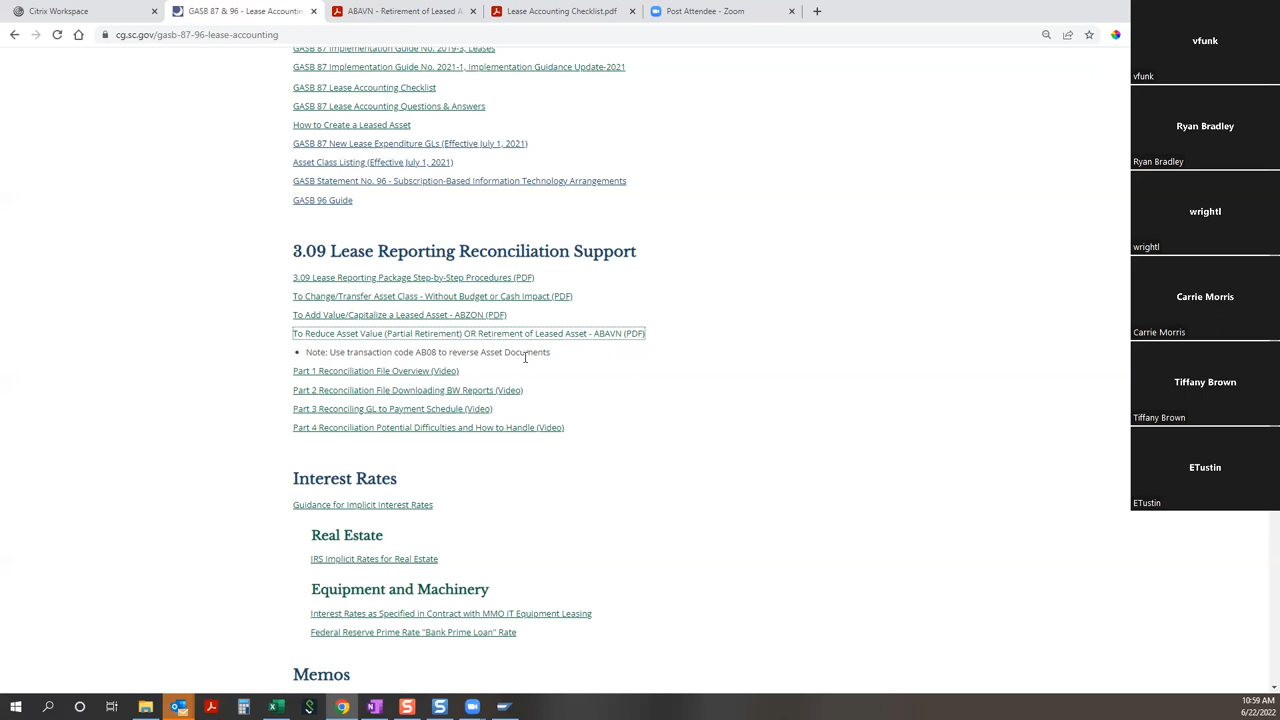 Citrix Workspace
GASB 87 & 96 - Lease Accounting
ABAVN - Retirement of Leased A
Lease Accounting Checklist.pdf
Post Attendee - Zoom
cg.sc.gov/gasb-87-96-lease-accounting
GASB 87 Implementation Guide No. 2019-3, Leases
GASB 87 Implementation Guide No. 2021-1, Implementation Guidance Update-2021
GASB 87 Lease Accounting Checklist
GASB 87 Lease Accounting Questions & Answers
How to Create a Leased Asset
GASB 87 New Lease Expenditure GLs (Effective July 1, 2021)
Asset Class Listing (Effective July 1, 2021)
GASB Statement No. 96 - Subscription-Based Information Technology Arrangements
GASB 96 Guide
3.09 Lease Reporting Reconciliation Support
3.09 Lease Reporting Package Step-by-Step Procedures (PDF)
To Change/Transfer Asset Class - Without Budget or Cash Impact (PDF)
To Add Value/Capitalize a Leased Asset - ABZON (PDF)
To Reduce Asset Value (Partial Retirement) OR Retirement of Leased Asset - ABAVN (PDF)
Note: Use transaction code AB08 to reverse Asset Documents
Part 1 Reconciliation File Overview (Video)
Part 2 Reconciliation File Downloading BW Reports (Video)
Part 3 Reconciling GL to Payment Schedule (Video)
Part 4 Reconciliation Potential Difficulties and How to Handle (Video)
Interest Rates
Guidance for Implicit Interest Rates
Real Estate
IRS Implicit Rates for Real Estate
Equipment and Machinery
Interest Rates as Specified in Contract with MMO IT Equipment Leasing
Federal Reserve Prime Rate "Bank Prime Loan" Rate
Memos
vfunk
vfunk
Ryan Bradley
Ryan Bradley
wrightl
wrightl
Carrie Morris
Carrie Morris
Tiffany Brown
Tiffany Brown
ETustin
ETustin
10:59 AM
6/22/2022